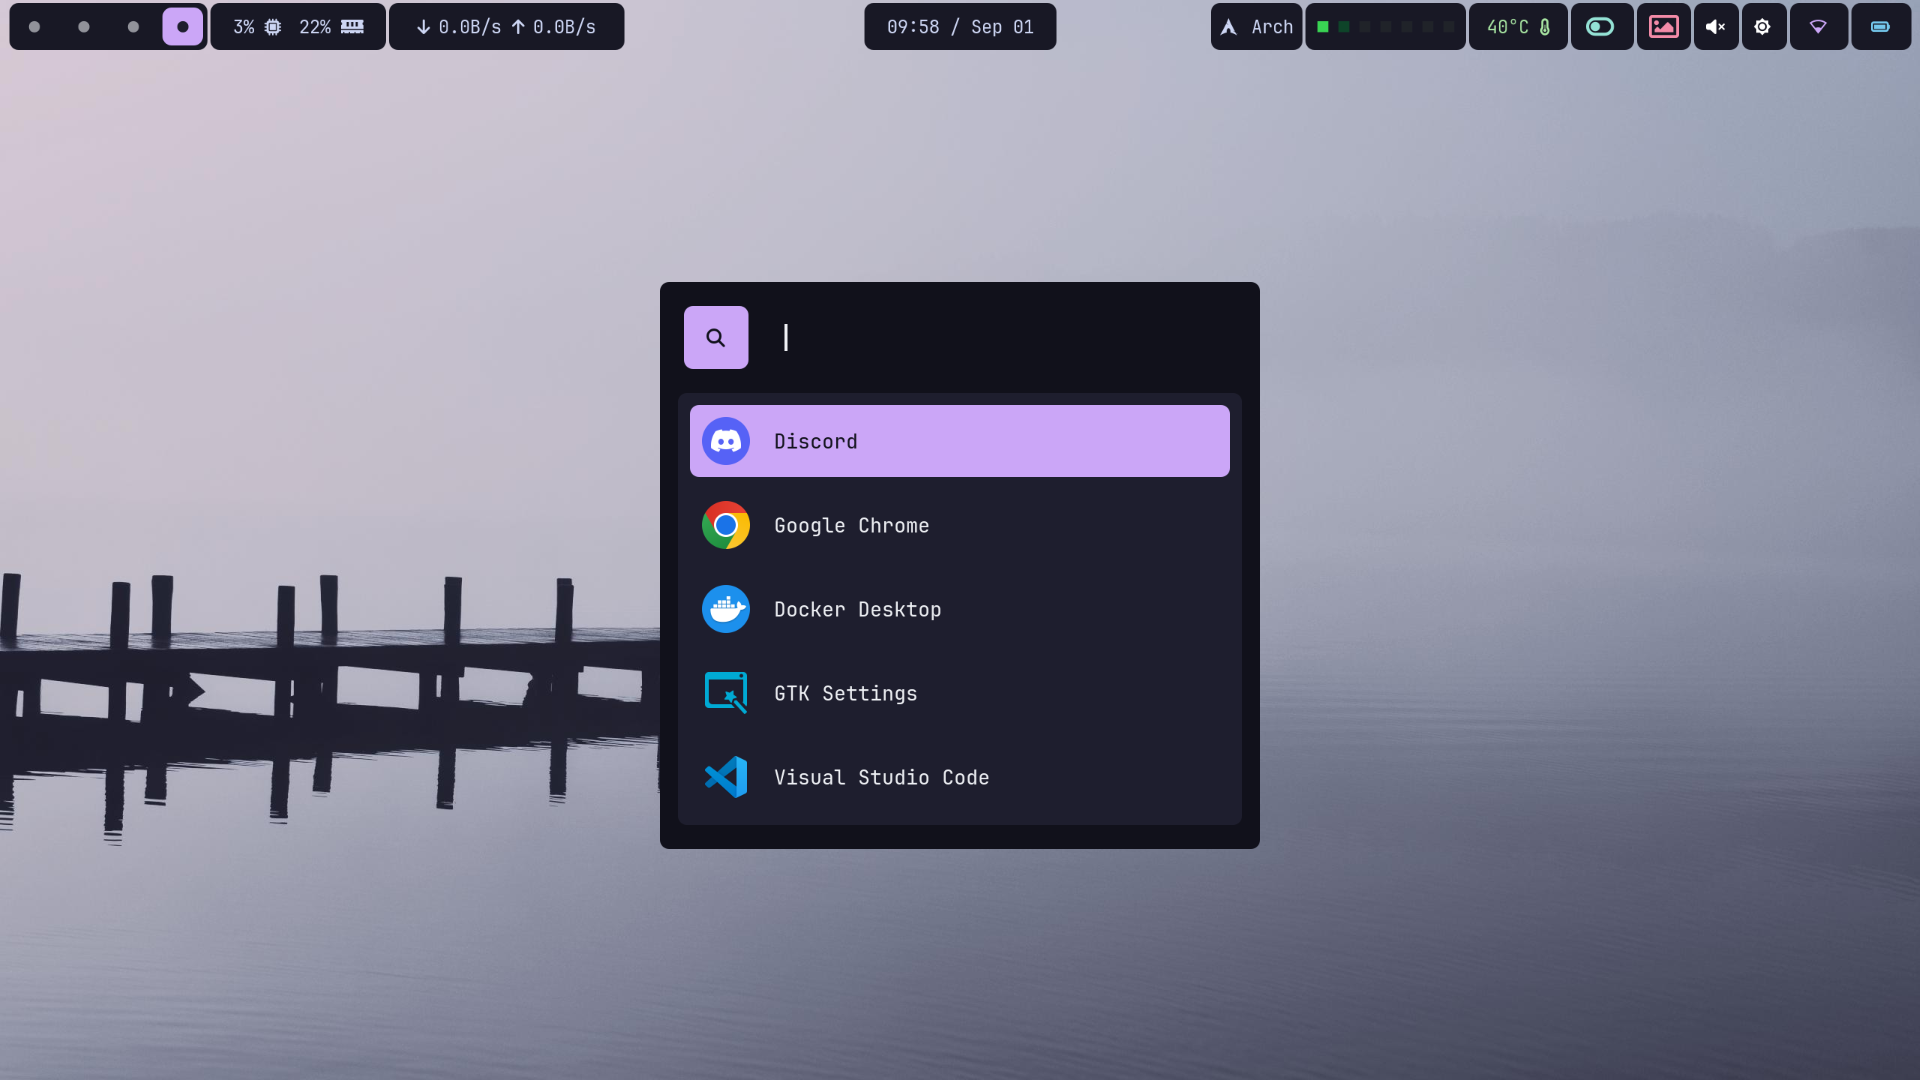 3% 22% 0.0B/s 0.0B/s 09:58 / Sep 01 Arch 40°C
Discord
Google Chrome
Docker Desktop
GTK Settings
Visual Studio Code